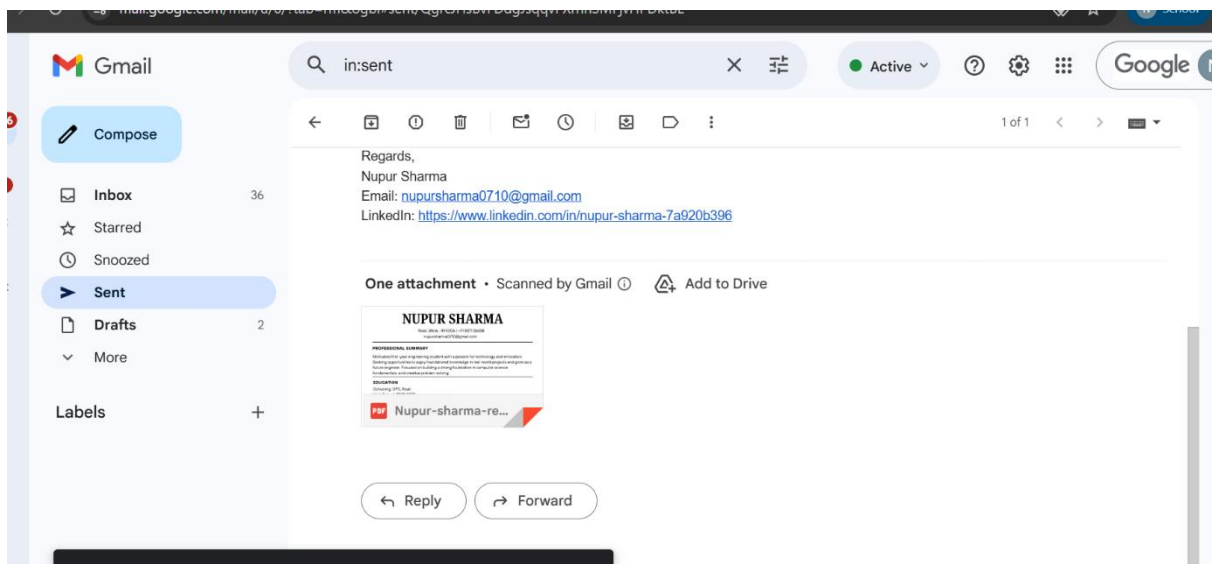 Gmail
in:sent
Active
Google
Compose
1 of 1
Inbox 36
Starred
Snoozed
Sent
Drafts 2
More
Labels
Regards,
Nupur Sharma
Email: nupursharma0710@gmail.com
LinkedIn: https://www.linkedin.com/in/nupur-sharma-7a920b396
One attachment • Scanned by Gmail
Add to Drive
NUPUR SHARMA
PROFESSIONAL SUMMARY
EDUCATION
PDF Nupur-sharma-re...
Reply
Forward